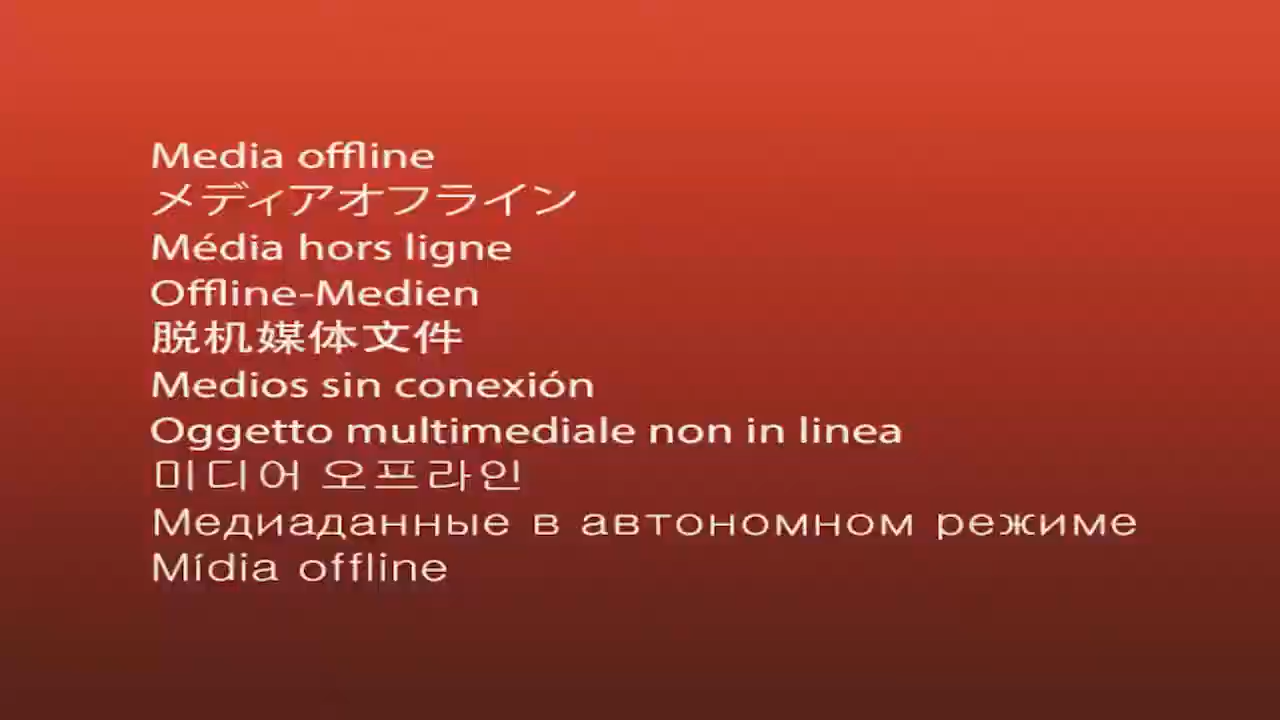 Media offline
メディアオフライン
Média hors ligne
Offline-Medien
脱机媒体文件
Medios sin conexión
Oggetto multimediale non in linea
미디어 오프라인
Медиаданные в автономном режиме
Mídia offline